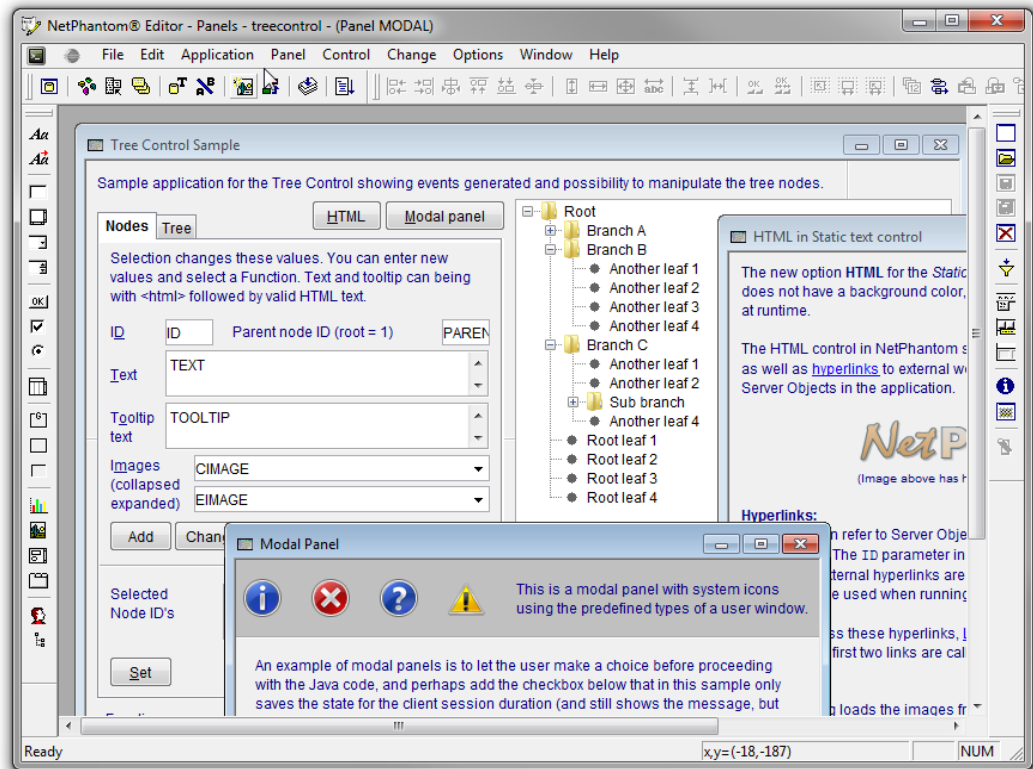 NetPhantom® Editor - Panels - treecontrol - (Panel MODAL)
File Edit Application Panel Control Change Options Window Help
Tree Control Sample
Sample application for the Tree Control showing events generated and possibility to manipulate the tree nodes.
Nodes Tree
HTML Modal panel
Selection changes these values. You can enter new
values and select a Function. Text and tooltip can being
with <html> followed by valid HTML text.
ID ID Parent node ID (root = 1) PAREN
Text TEXT
Tooltip
text
TOOLTIP
Images
(collapsed
expanded)
CIMAGE
EIMAGE
Add Chan
Selected
Node ID's
Set
Root
Branch A
Branch B
Another leaf 1
Another leaf 2
Another leaf 3
Another leaf 4
Branch C
Another leaf 1
Another leaf 2
Sub branch
Another leaf 4
Root leaf 1
Root leaf 2
Root leaf 3
Root leaf 4
HTML in Static text control
The new option HTML for the Static
does not have a background color,
at runtime.
The HTML control in NetPhantom s
as well as hyperlinks to external w
Server Objects in the application.
NetP
(Image above has h
Hyperlinks:
n refer to Server Obje
The ID parameter in
ternal hyperlinks are
e used when running
ss these hyperlinks,
first two links are cal
g loads the images fr
Modal Panel
This is a modal panel with system icons
using the predefined types of a user window.
An example of modal panels is to let the user make a choice before proceeding
with the Java code, and perhaps add the checkbox below that in this sample only
saves the state for the client session duration (and still shows the message, but
Ready x,y=(-18,-187) NUM